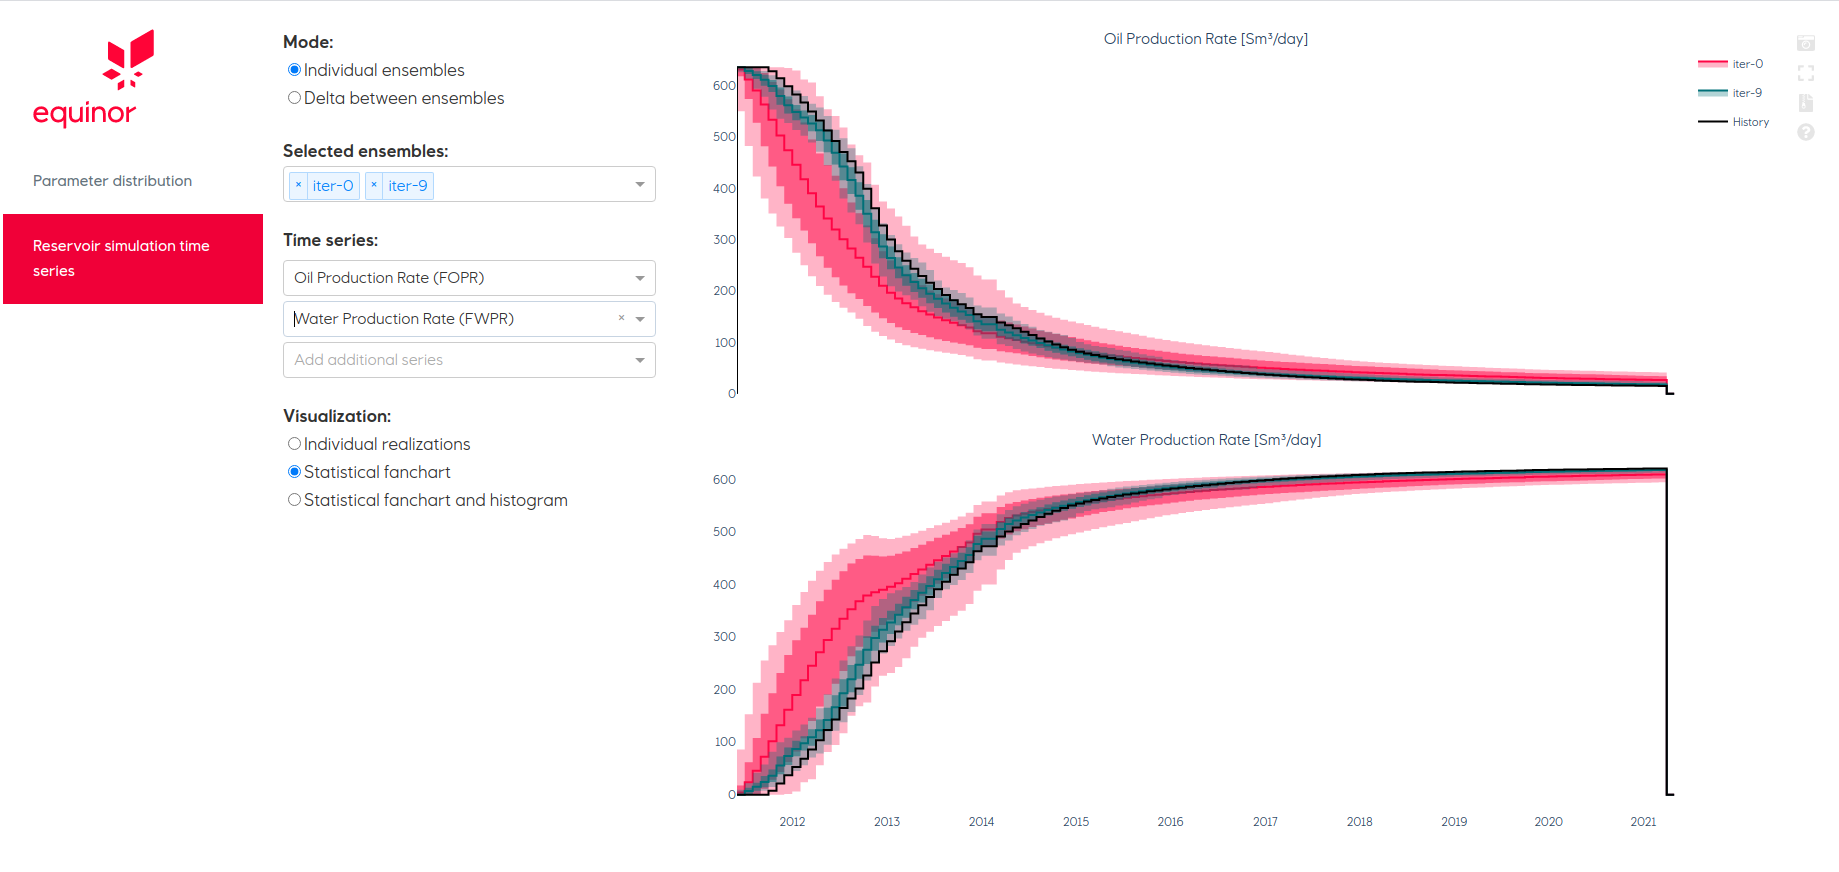 equinor
Parameter distribution
Reservoir simulation time
series
Mode:
Individual ensembles
Delta between ensembles
Selected ensembles:
× iter-0 × iter-9
Time series:
Oil Production Rate (FOPR)
Water Production Rate (FWPR) ×
Add additional series
Visualization:
Individual realizations
Statistical fanchart
Statistical fanchart and histogram
Oil Production Rate [Sm³/day]
600
500
400
300
200
100
0
iter-0
iter-9
History
?
Water Production Rate [Sm³/day]
600
500
400
300
200
100
0
2012 2013 2014 2015 2016 2017 2018 2019 2020 2021